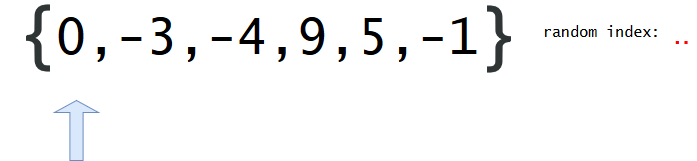 {0,-3,-4,9,5,-1}
random index: ..